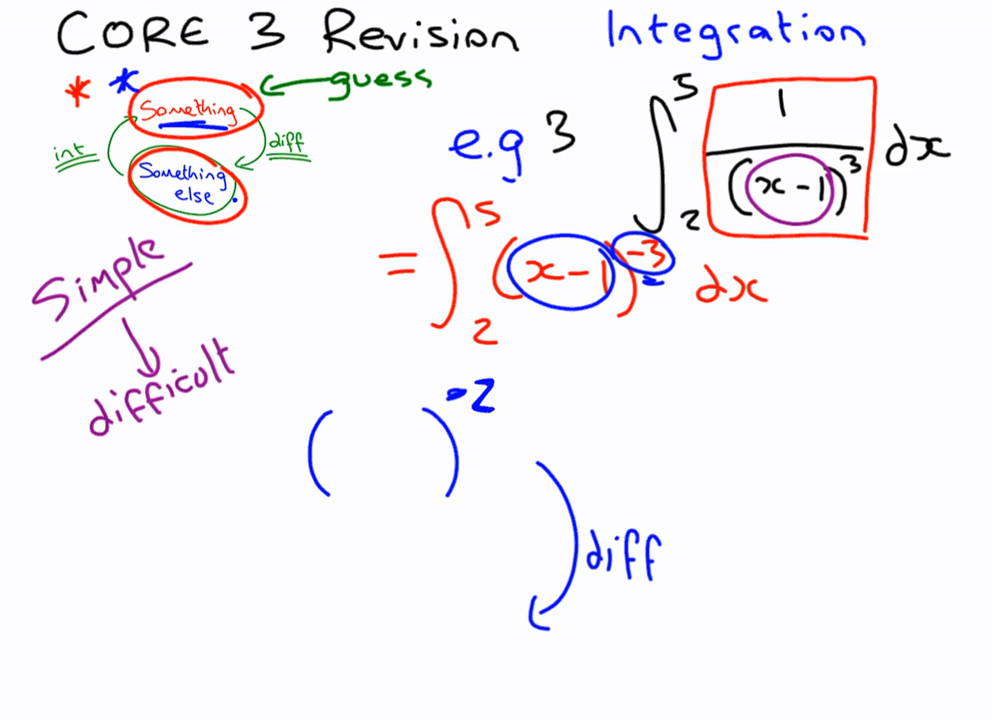 CORE 3 Revision Integration
* * Something ← guess
int diff
Something
else.
e.g 3 ∫₂⁵ 1/(x-1)³ dx
= ∫₂⁵ (x-1)⁻³ dx
Simple
↓
difficult
( )⁻²
diff